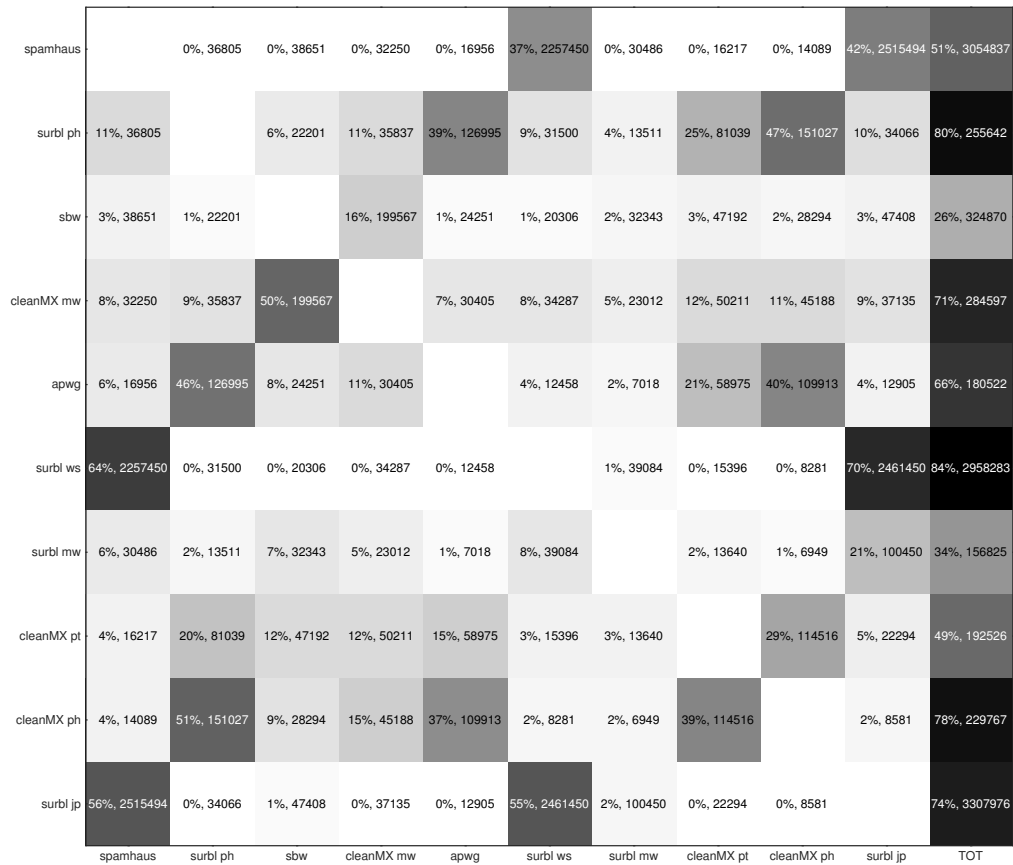 spamhaus 0%, 36805 0%, 38651 0%, 32250 0%, 16956 37%, 2257450 0%, 30486 0%, 16217 0%, 14089 42%, 2515494 51%, 3054837
surbl ph 11%, 36805 6%, 22201 11%, 35837 39%, 126995 9%, 31500 4%, 13511 25%, 81039 47%, 151027 10%, 34066 80%, 255642
sbw 3%, 38651 1%, 22201 16%, 199567 1%, 24251 1%, 20306 2%, 32343 3%, 47192 2%, 28294 3%, 47408 26%, 324870
cleanMX mw 8%, 32250 9%, 35837 50%, 199567 7%, 30405 8%, 34287 5%, 23012 12%, 50211 11%, 45188 9%, 37135 71%, 284597
apwg 6%, 16956 46%, 126995 8%, 24251 11%, 30405 4%, 12458 2%, 7018 21%, 58975 40%, 109913 4%, 12905 66%, 180522
surbl ws 64%, 2257450 0%, 31500 0%, 20306 0%, 34287 0%, 12458 1%, 39084 0%, 15396 0%, 8281 70%, 2461450 84%, 2958283
surbl mw 6%, 30486 2%, 13511 7%, 32343 5%, 23012 1%, 7018 8%, 39084 2%, 13640 1%, 6949 21%, 100450 34%, 156825
cleanMX pt 4%, 16217 20%, 81039 12%, 47192 12%, 50211 15%, 58975 3%, 15396 3%, 13640 29%, 114516 5%, 22294 49%, 192526
cleanMX ph 4%, 14089 51%, 151027 9%, 28294 15%, 45188 37%, 109913 2%, 8281 2%, 6949 39%, 114516 2%, 8581 78%, 229767
surbl jp 56%, 2515494 0%, 34066 1%, 47408 0%, 37135 0%, 12905 55%, 2461450 2%, 100450 0%, 22294 0%, 8581 74%, 3307976
spamhaus surbl ph sbw cleanMX mw apwg surbl ws surbl mw cleanMX pt cleanMX ph surbl jp TOT